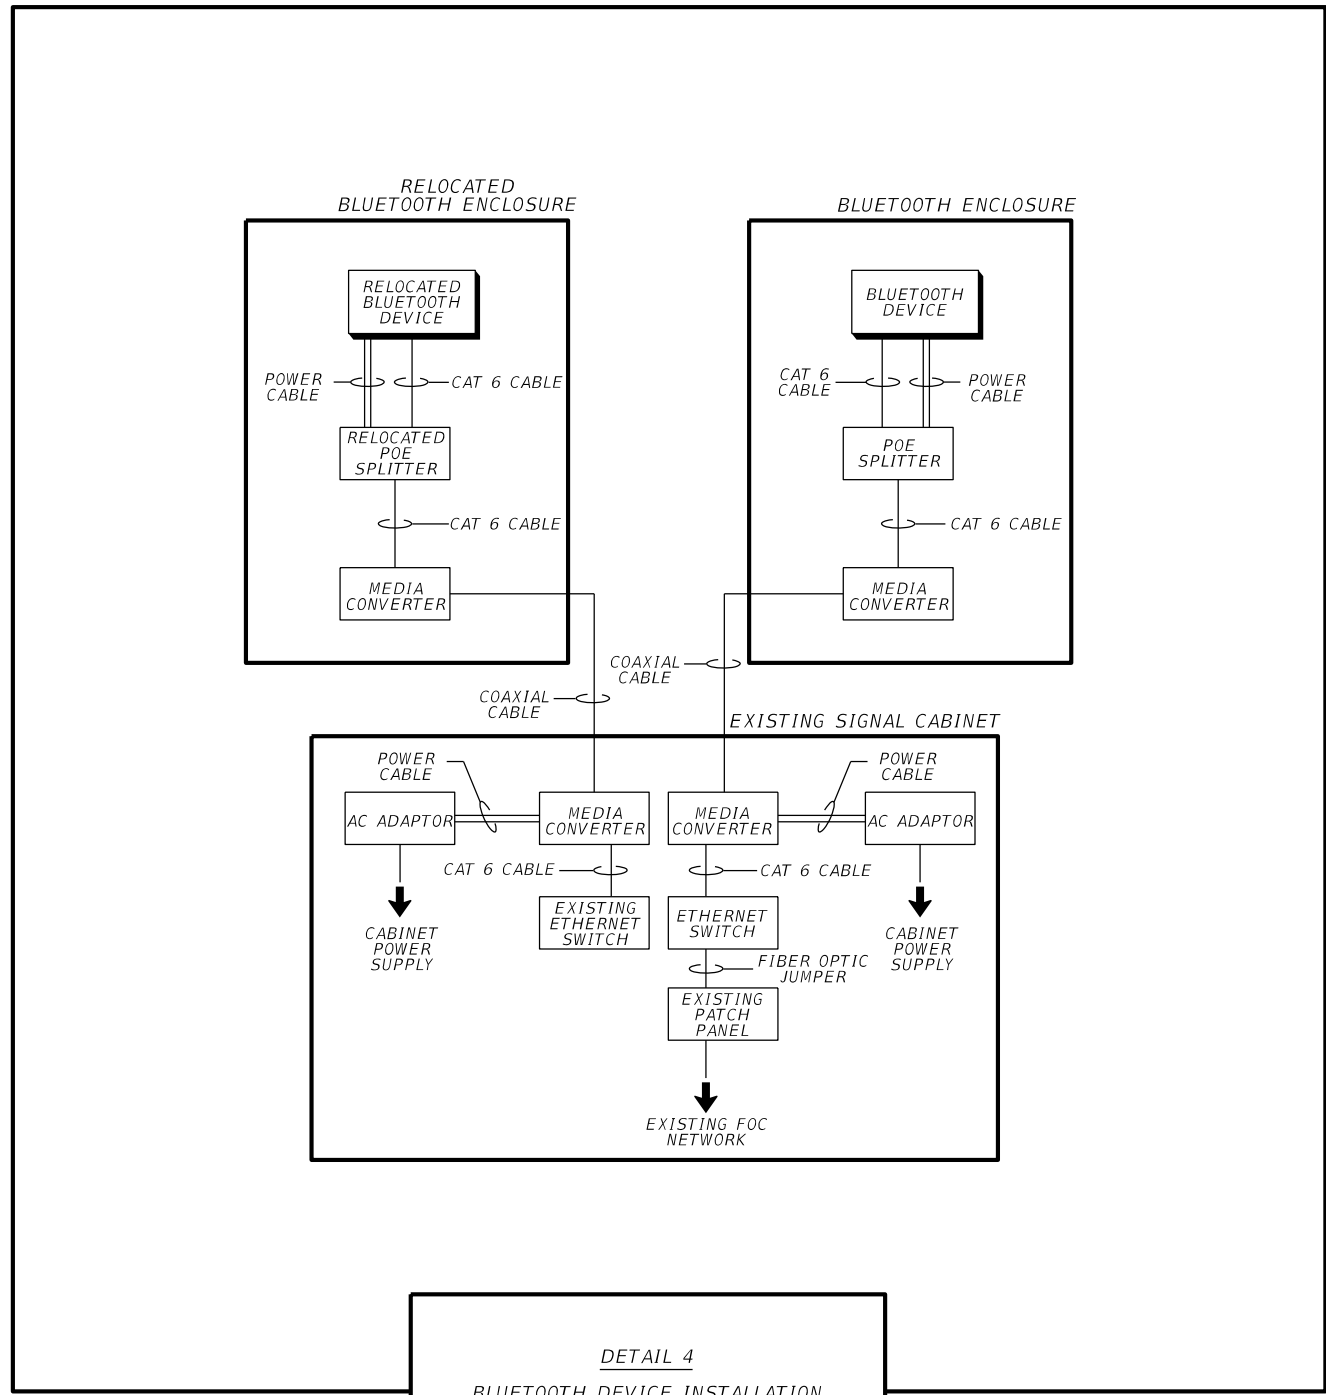 RELOCATED
BLUETOOTH ENCLOSURE
RELOCATED
BLUETOOTH
DEVICE
POWER
CABLE
CAT 6 CABLE
RELOCATED
POE
SPLITTER
CAT 6 CABLE
MEDIA
CONVERTER
COAXIAL
CABLE
BLUETOOTH ENCLOSURE
BLUETOOTH
DEVICE
CAT 6
CABLE
POWER
CABLE
POE
SPLITTER
CAT 6 CABLE
MEDIA
CONVERTER
COAXIAL
CABLE
EXISTING SIGNAL CABINET
POWER
CABLE
AC ADAPTOR
MEDIA
CONVERTER
CAT 6 CABLE
EXISTING
ETHERNET
SWITCH
CABINET
POWER
SUPPLY
POWER
CABLE
MEDIA
CONVERTER
AC ADAPTOR
CAT 6 CABLE
ETHERNET
SWITCH
CABINET
POWER
SUPPLY
FIBER OPTIC
JUMPER
EXISTING
PATCH
PANEL
EXISTING FOC
NETWORK
DETAIL 4
BLUETOOTH DEVICE INSTALLATION